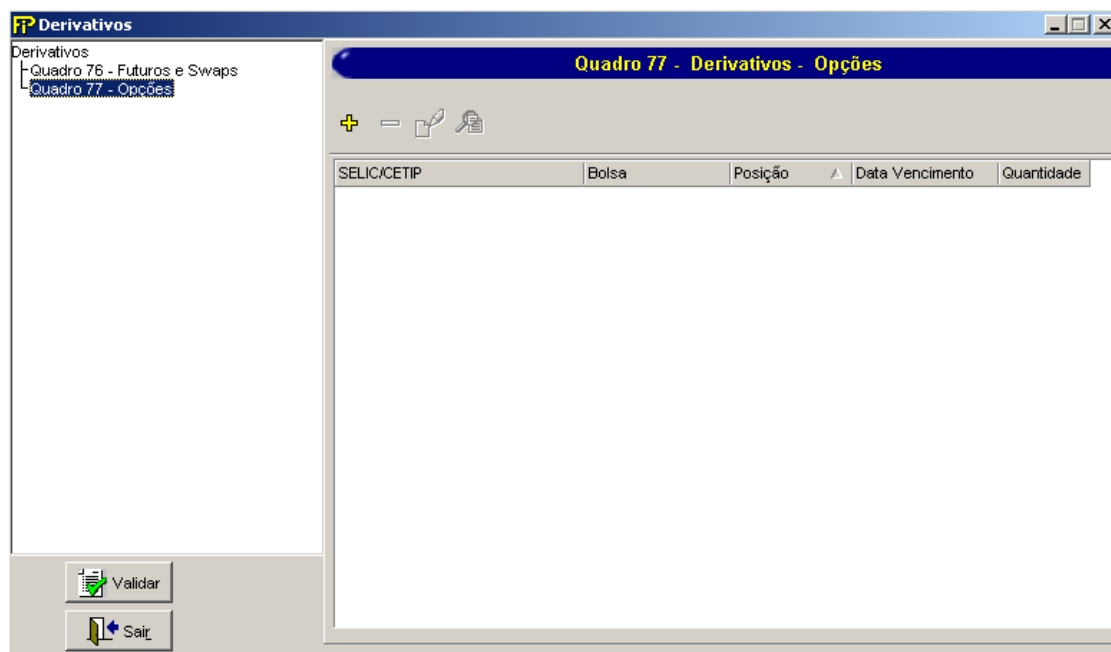 FIP Derivativos
Derivativos
Quadro 76 - Futuros e Swaps
Quadro 77 - Opções
Quadro 77 - Derivativos - Opções
SELIC/CETIP Bolsa Posição Data Vencimento Quantidade
Validar
Sair